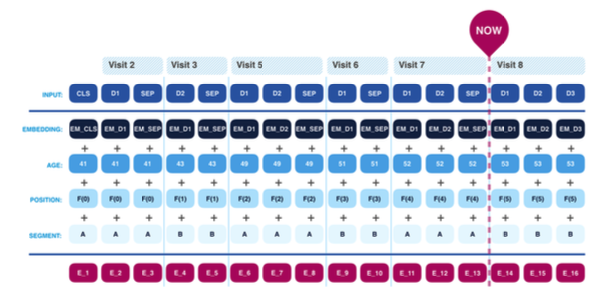 NOW
Visit 2 Visit 3 Visit 5 Visit 6 Visit 7 Visit 8
INPUT: CLS D1 SEP D2 SEP D1 D2 SEP D1 SEP D1 D2 SEP D1 D2 D3
EMBEDDING: EM_CLS EM_D1 EM_SEP EM_D1 EM_SEP EM_D1 EM_D2 EM_SEP EM_D1 EM_SEP EM_D1 EM_D2 EM_SEP EM_D1 EM_D2 EM_D3
+ + + + + + + + + + + + + + + +
AGE: 41 41 41 43 43 49 49 49 51 51 52 52 52 53 53 53
+ + + + + + + + + + + + + + + +
POSITION: F(0) F(0) F(0) F(1) F(1) F(2) F(2) F(2) F(3) F(3) F(4) F(4) F(4) F(5) F(5) F(5)
+ + + + + + + + + + + + + + + +
SEGMENT: A A A B B A A A B B A A A B B B
E_1 E_2 E_3 E_4 E_5 E_6 E_7 E_8 E_9 E_10 E_11 E_12 E_13 E_14 E_15 E_16